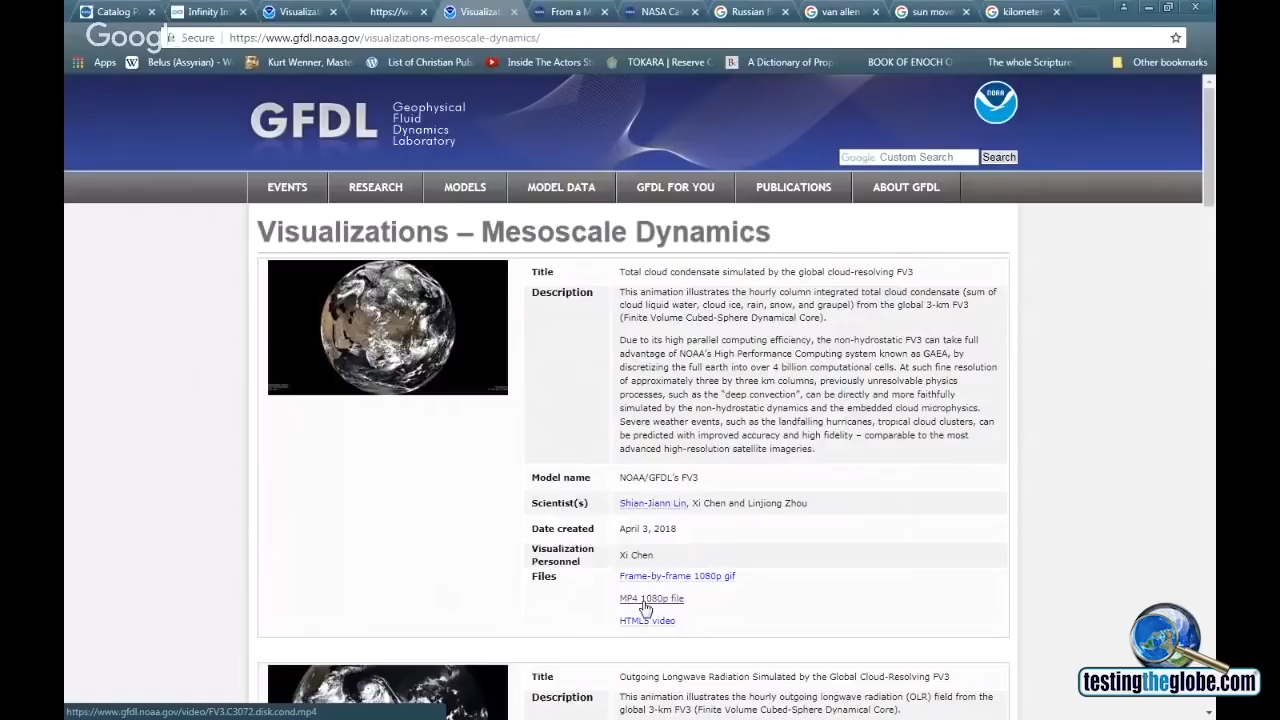 Catalog P
Infinity In
Visualizat
https://w
Visualizat
From a M
NASA Ca
Russian fi
van allen
sun move
kilomete
Goog
Secure
https://www.gfdl.noaa.gov/visualizations-mesoscale-dynamics/
Apps
Belus (Assyrian) - W
Kurt Wenner, Maste
List of Christian Pub
Inside The Actors St
TOKARA | Reserve C
A Dictionary of Prop
BOOK OF ENOCH O
The whole Scripture
Other bookmarks
GFDL
Geophysical
Fluid
Dynamics
Laboratory
NOAA
Google Custom Search
Search
EVENTS
RESEARCH
MODELS
MODEL DATA
GFDL FOR YOU
PUBLICATIONS
ABOUT GFDL
Visualizations – Mesoscale Dynamics
Title
Total cloud condensate simulated by the global cloud-resolving FV3
Description
This animation illustrates the hourly column integrated total cloud condensate (sum of
cloud liquid water, cloud ice, rain, snow, and graupel) from the global 3-km FV3
(Finite Volume Cubed-Sphere Dynamical Core).
Due to its high parallel computing efficiency, the non-hydrostatic FV3 can take full
advantage of NOAA's High Performance Computing system known as GAEA, by
discretizing the full earth into over 4 billion computational cells. At such fine resolution
of approximately three by three km columns, previously unresolvable physics
processes, such as the "deep convection", can be directly and more faithfully
simulated by the non-hydrostatic dynamics and the embedded cloud microphysics.
Severe weather events, such as the landfalling hurricanes, tropical cloud clusters, can
be predicted with improved accuracy and high fidelity – comparable to the most
advanced high-resolution satellite imageries.
Model name
NOAA/GFDL's FV3
Scientist(s)
Shian-Jiann Lin, Xi Chen and Linjiong Zhou
Date created
April 3, 2018
Visualization
Personnel
Xi Chen
Files
Frame-by-frame 1080p gif
MP4 1080p file
HTML5 video
Title
Outgoing Longwave Radiation Simulated by the Global Cloud-Resolving FV3
Description
This animation illustrates the hourly outgoing longwave radiation (OLR) field from the
global 3-km FV3 (Finite Volume Cubed-Sphere Dynamical Core).
https://www.gfdl.noaa.gov/video/FV3.C3072.disk.cond.mp4
testingtheglobe.com